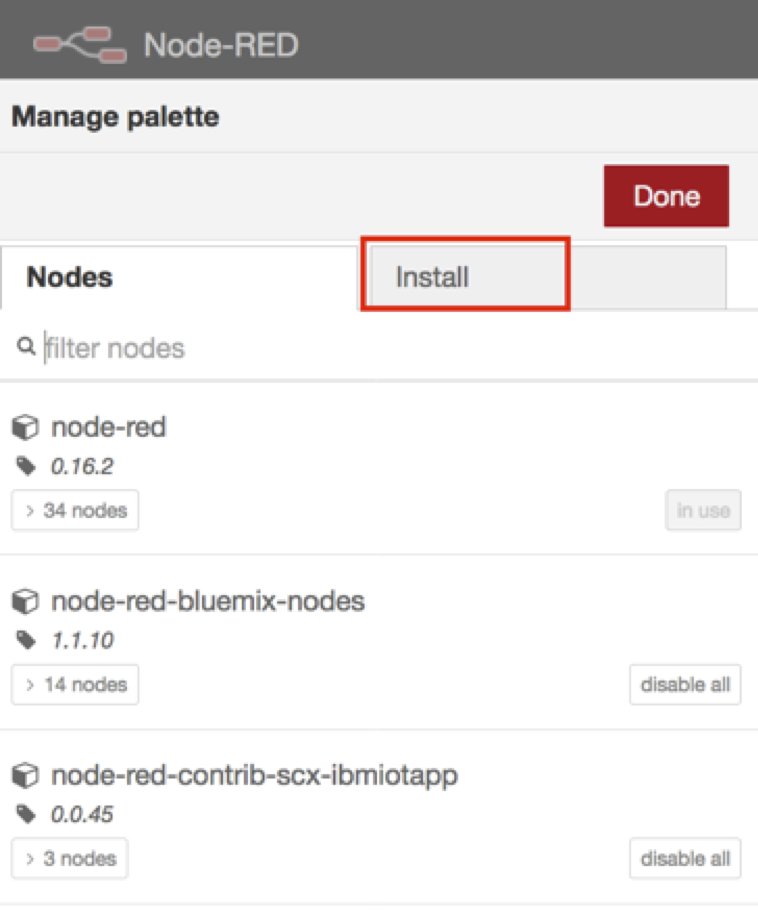 Node-RED
Manage palette
Done
Nodes
Install
filter nodes
node-red
0.16.2
> 34 nodes
in use
node-red-bluemix-nodes
1.1.10
> 14 nodes
disable all
node-red-contrib-scx-ibmiotapp
0.0.45
> 3 nodes
disable all